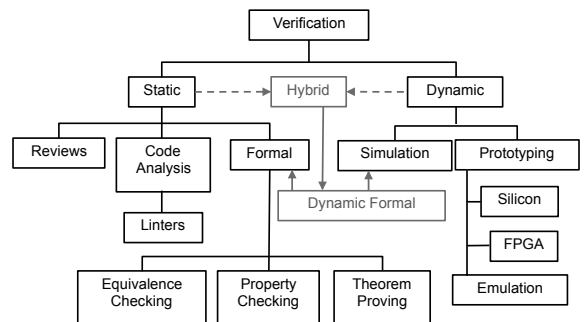 Verification
Static
Hybrid
Dynamic
Reviews
Code
Analysis
Formal
Simulation
Prototyping
Linters
Dynamic Formal
Silicon
FPGA
Emulation
Equivalence
Checking
Property
Checking
Theorem
Proving